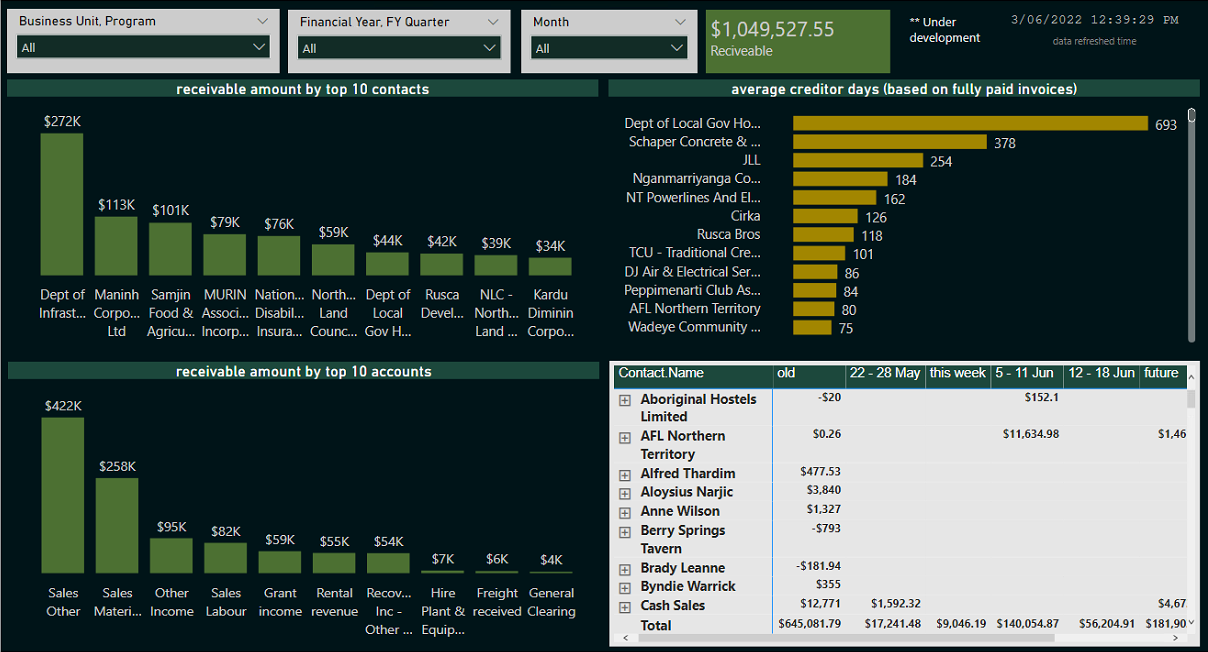 Business Unit, Program
All
Financial Year, FY Quarter
All
Month
All
$1,049,527.55
Reciveable
** Under
development
3/06/2022 12:39:29 PM
data refreshed time
receivable amount by top 10 contacts
$272K
$113K
$101K
$79K
$76K
$59K
$44K
$42K
$39K
$34K
Dept of Infrast...
Maninh Corpo... Ltd
Samjin Food & Agricu...
MURIN Associ... Incorp...
Nation... Disabil... Insura...
North... Land Counc...
Dept of Local Gov H...
Rusca Devel...
NLC - North... Land ...
Kardu Diminin Corpo...
average creditor days (based on fully paid invoices)
Dept of Local Gov Ho... 693
Schaper Concrete & ... 378
JLL 254
Nganmarriyanga Co... 184
NT Powerlines And El... 162
Cirka 126
Rusca Bros 118
TCU - Traditional Cre... 101
DJ Air & Electrical Ser... 86
Peppimenarti Club As... 84
AFL Northern Territory 80
Wadeye Community ... 75
receivable amount by top 10 accounts
$422K
$258K
$95K
$82K
$59K
$55K
$54K
$7K
$6K
$4K
Sales Other
Sales Materi...
Other Income
Sales Labour
Grant income
Rental revenue
Recov... Inc - Other ...
Hire Plant & Equip...
Freight received
General Clearing
Contact.Name old 22 - 28 May this week 5 - 11 Jun 12 - 18 Jun future
Aboriginal Hostels Limited -$20 $152.1
AFL Northern Territory $0.26 $11,634.98 $1,46
Alfred Thardim $477.53
Aloysius Narjic $3,840
Anne Wilson $1,327
Berry Springs Tavern -$793
Brady Leanne -$181.94
Byndie Warrick $355
Cash Sales $12,771 $1,592.32 $4,67
Total $645,081.79 $17,241.48 $9,046.19 $140,054.87 $56,204.91 $181,90